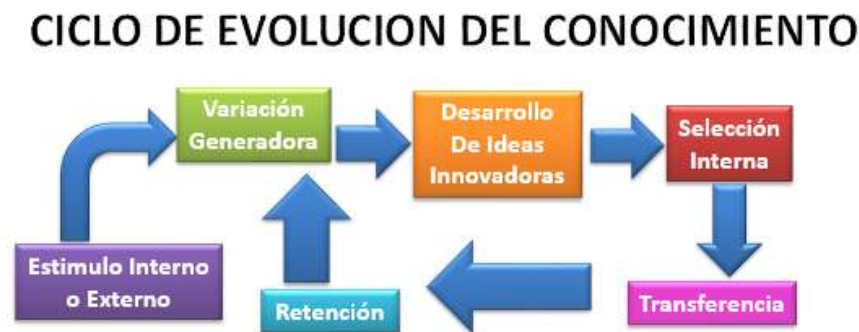 CICLO DE EVOLUCION DEL CONOCIMIENTO
Variación
Generadora
Desarrollo
De Ideas
Innovadoras
Selección
Interna
Estimulo Interno
o Externo
Retención
Transferencia